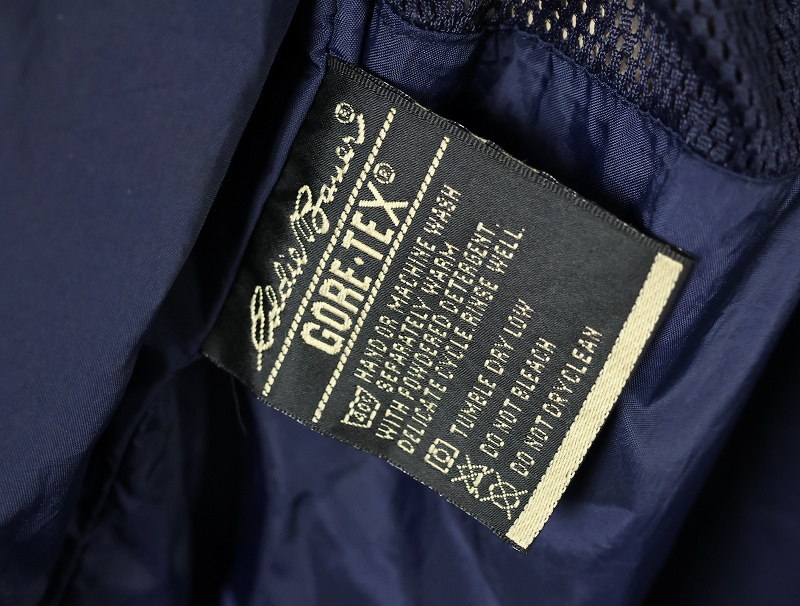 Eddie Bauer®
GORE-TEX®
HAND OR MACHINE WASH
SEPARATELY WARM
WITH POWDERED DETERGENT.
DELICATE CYCLE RINSE WELL.
TUMBLE DRY LOW
DO NOT BLEACH
DO NOT DRYCLEAN